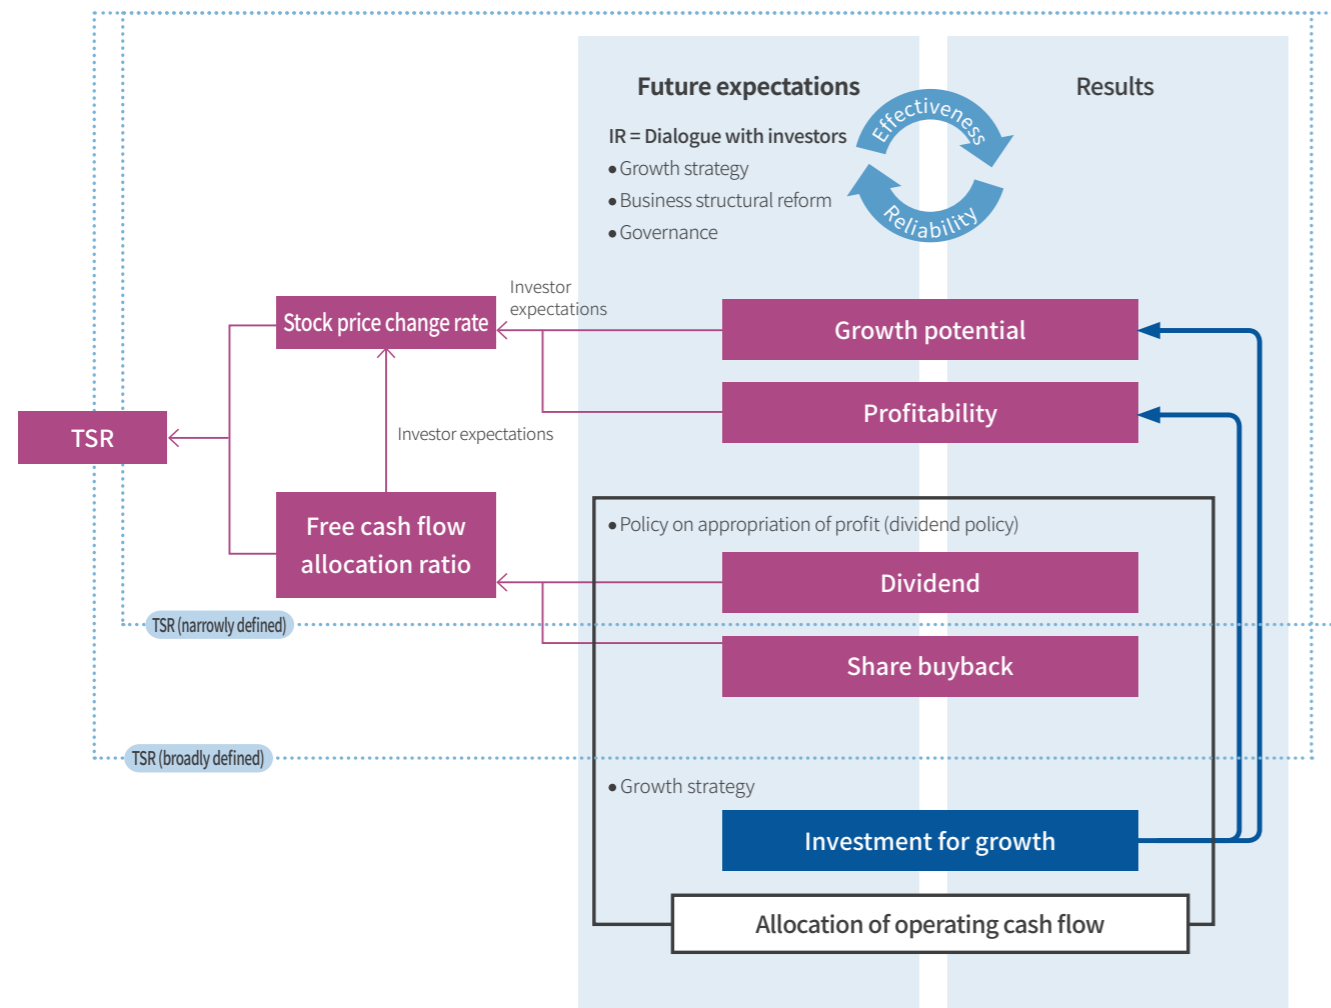 Future expectations
Results
Effectiveness
Reliability
IR = Dialogue with investors
• Growth strategy
• Business structural reform
• Governance
Investor
expectations
Stock price change rate
Growth potential
Profitability
TSR
Investor expectations
Free cash flow
allocation ratio
• Policy on appropriation of profit (dividend policy)
Dividend
TSR (narrowly defined)
Share buyback
TSR (broadly defined)
• Growth strategy
Investment for growth
Allocation of operating cash flow